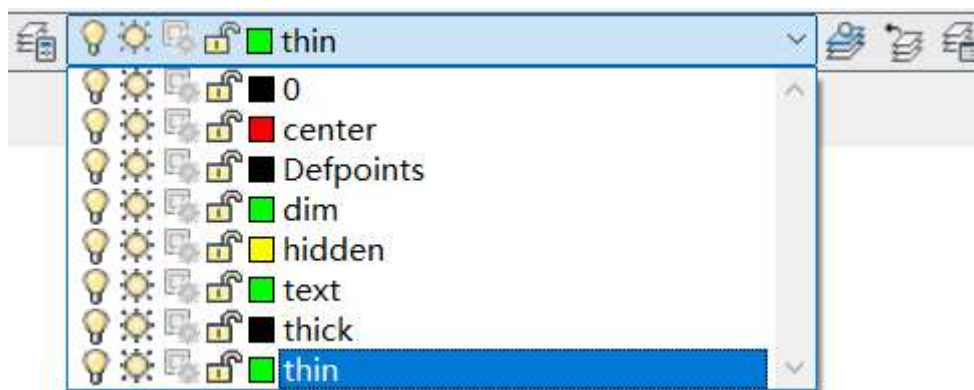 thin
0
center
Defpoints
dim
hidden
text
thick
thin